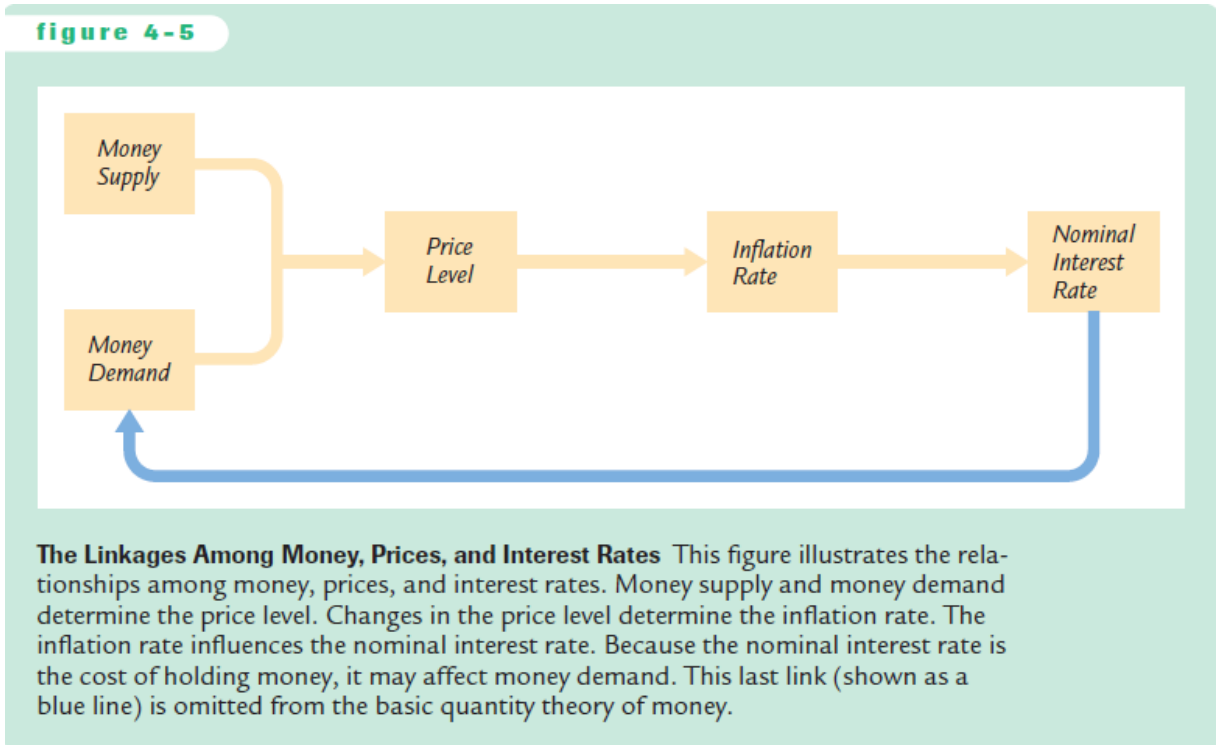 figure 4-5
Money
Supply
Price
Level
Inflation
Rate
Nominal
Interest
Rate
Money
Demand
The Linkages Among Money, Prices, and Interest Rates This figure illustrates the rela-
tionships among money, prices, and interest rates. Money supply and money demand
determine the price level. Changes in the price level determine the inflation rate. The
inflation rate influences the nominal interest rate. Because the nominal interest rate is
the cost of holding money, it may affect money demand. This last link (shown as a
blue line) is omitted from the basic quantity theory of money.